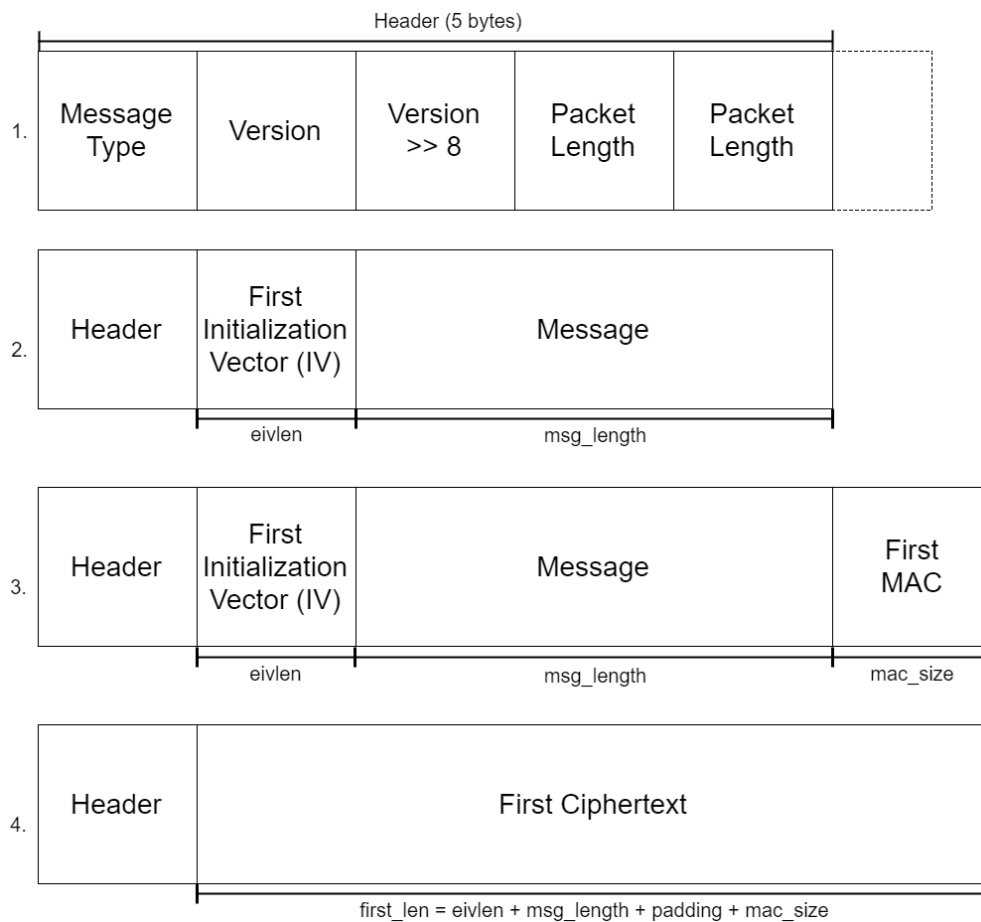 Header (5 bytes)
1.
Message
Type
Version
Version
>> 8
Packet
Length
Packet
Length
2.
Header
First
Initialization
Vector (IV)
Message
eivlen
msg_length
3.
Header
First
Initialization
Vector (IV)
Message
First
MAC
eivlen
msg_length
mac_size
4.
Header
First Ciphertext
first_len = eivlen + msg_length + padding + mac_size